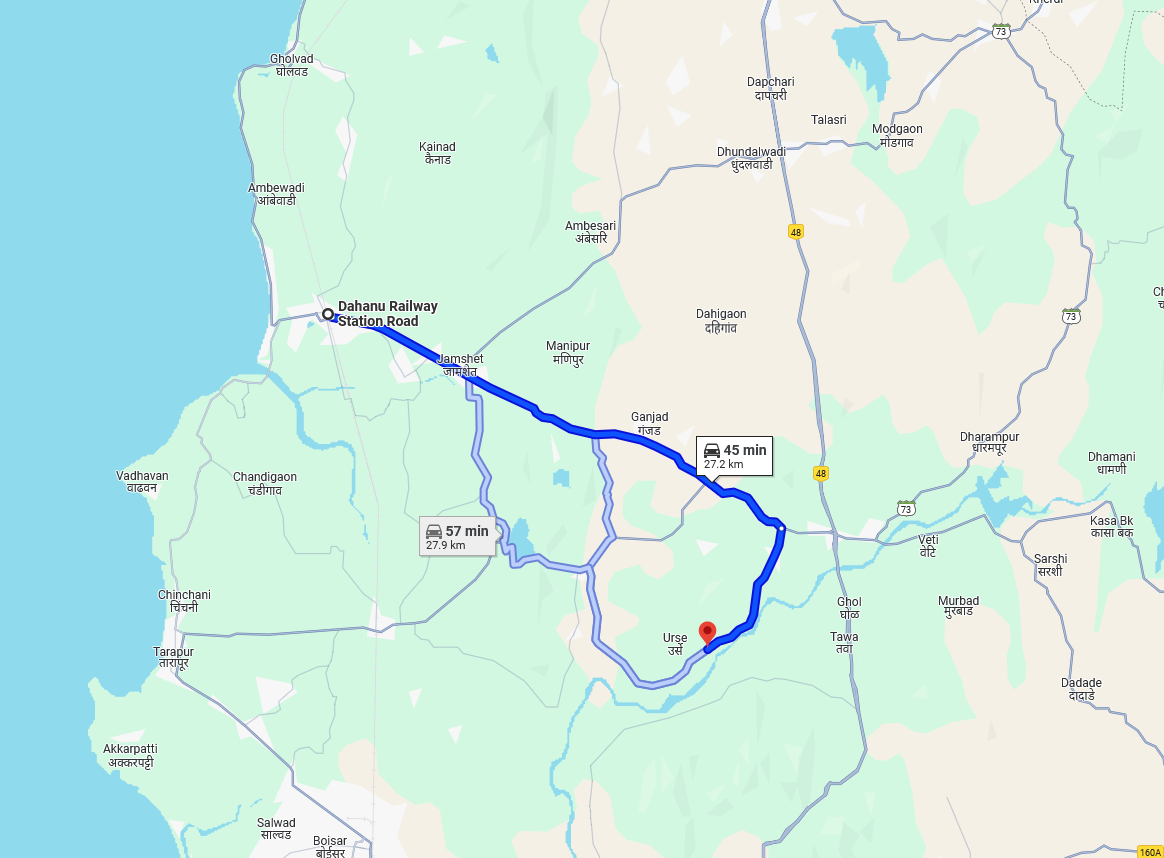 Kherdi
73
Gholvad
घोलवड
Dapchari
दापचरी
Talasri
Modgaon
मोडगाव
Kainad
कैनाड
Dhundalwadi
धुंदलवाडी
Ambewadi
आंबेवाडी
Ambesari
अंबेसरि
48
Dahanu Railway
Station Road
Dahigaon
दहिगांव
73
Jamshet
जामशेत
Manipur
मणिपुर
Ganjad
गंजड
45 min
27.2 km
Dharampur
धारमपूर
Dhamani
धामणी
48
Vadhavan
वाढवन
Chandigaon
चंडीगाव
73
57 min
27.9 km
Kasa Bk
कासा बक
Veti
वेटि
Sarshi
सरशी
Chinchani
चिंचनी
Ghol
घोळ
Murbad
मुरबाड
Urse
उर्से
Tawa
तवा
Tarapur
तारापूर
Dadade
दादाडे
Akkarpatti
अक्करपट्टी
Salwad
साल्वड
Boisar
बोईसर
160A